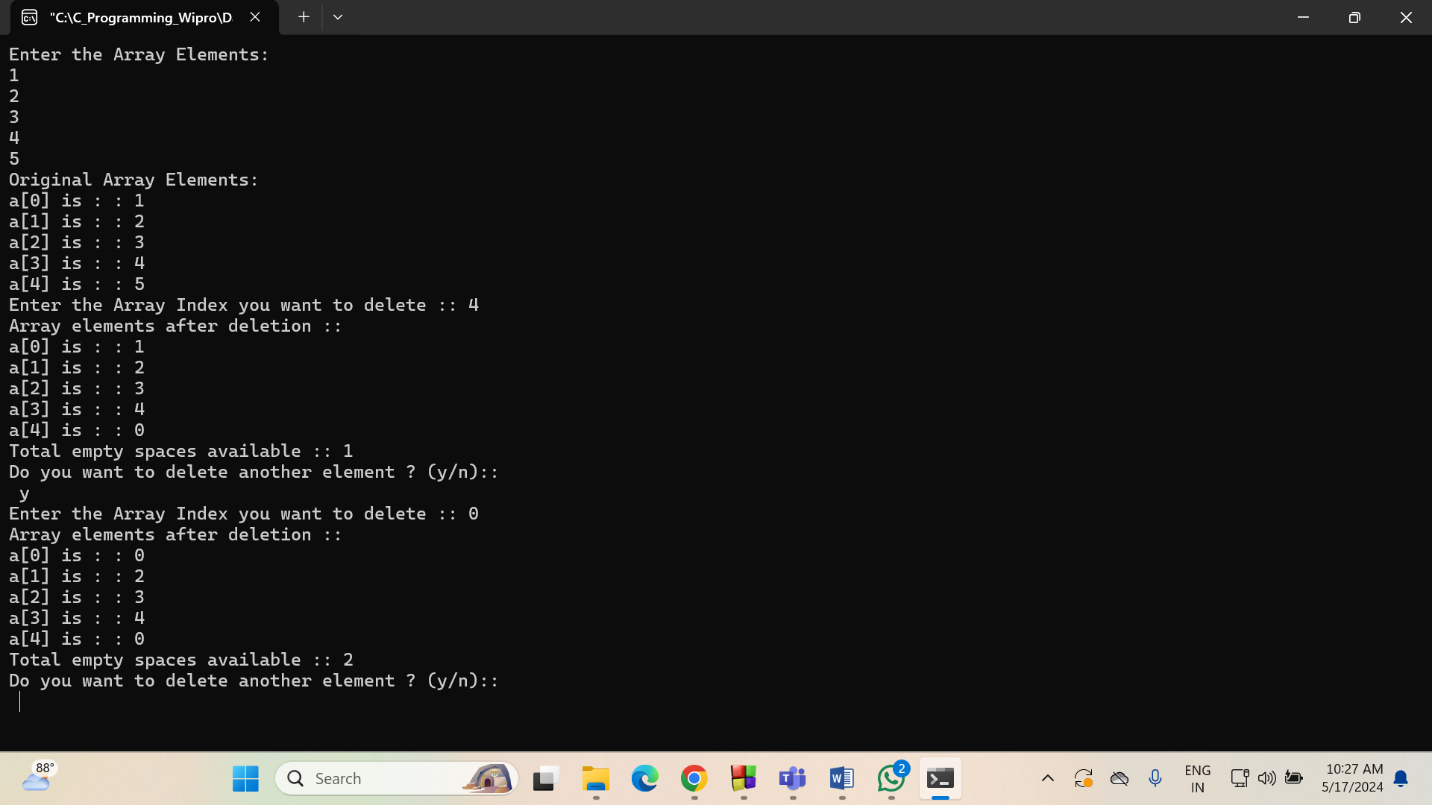 "C:\C_Programming_Wipro\D
Enter the Array Elements:
1
2
3
4
5
Original Array Elements:
a[0] is : : 1
a[1] is : : 2
a[2] is : : 3
a[3] is : : 4
a[4] is : : 5
Enter the Array Index you want to delete :: 4
Array elements after deletion ::
a[0] is : : 1
a[1] is : : 2
a[2] is : : 3
a[3] is : : 4
a[4] is : : 0
Total empty spaces available :: 1
Do you want to delete another element ? (y/n)::
y
Enter the Array Index you want to delete :: 0
Array elements after deletion ::
a[0] is : : 0
a[1] is : : 2
a[2] is : : 3
a[3] is : : 4
a[4] is : : 0
Total empty spaces available :: 2
Do you want to delete another element ? (y/n)::
88°
Search
2
ENG
IN
10:27 AM
5/17/2024